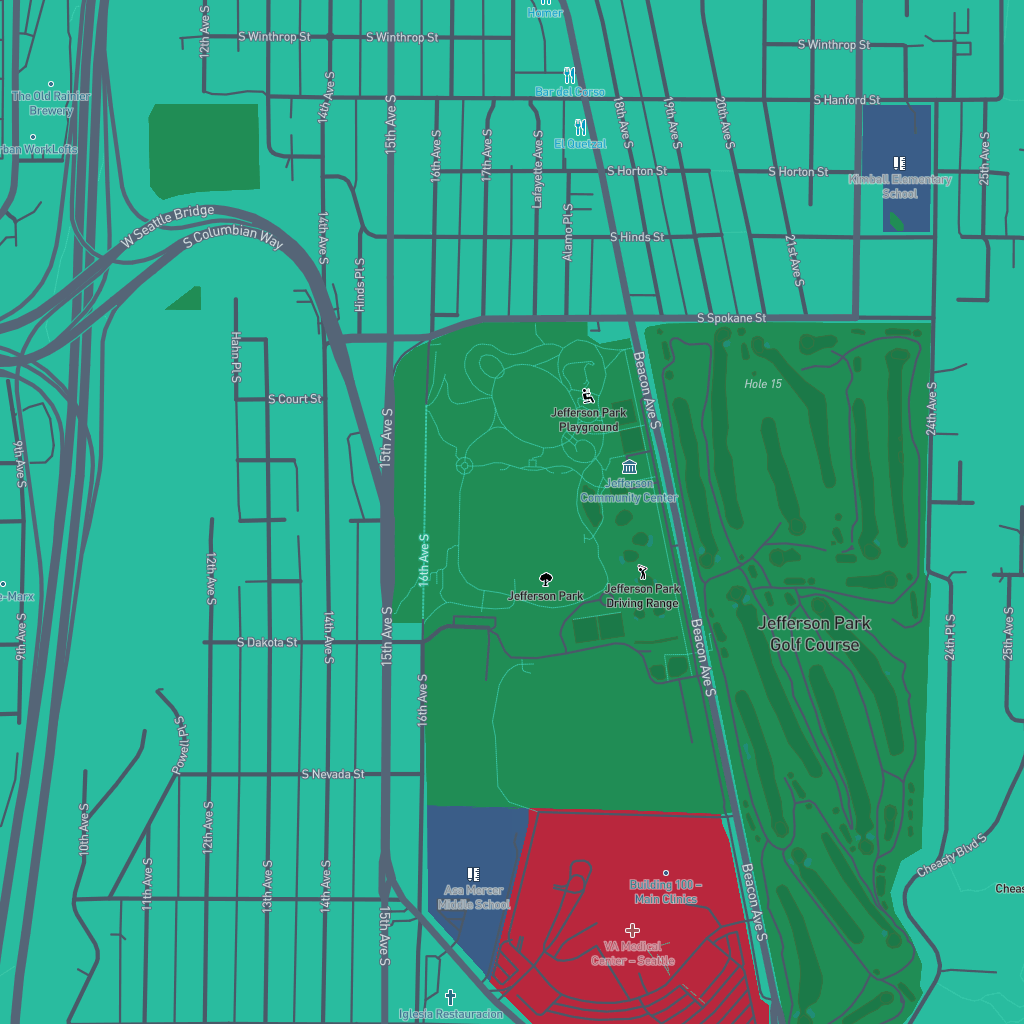 Homer
12th Ave S
S Winthrop St
S Winthrop St
S Winthrop St
The Old Rainier
Brewery
14th Ave S
Bar del Corso
S Hanford St
15th Ave S
18th Ave S
19th Ave S
20th Ave S
El Quetzal
16th Ave S
17th Ave S
Lafayette Ave S
25th Ave S
S Horton St
S Horton St
Kimball Elementary
School
W Seattle Bridge
S Columbian Way
14th Ave S
Alamo Pl S
S Hinds St
21st Ave S
Hinds Pl S
S Spokane St
Hahn Pl S
Beacon Ave S
Hole 15
S Court St
Jefferson Park
Playground
24th Ave S
15th Ave S
9th Ave S
Jefferson
Community Center
16th Ave S
12th Ave S
Jefferson Park
Jefferson Park
Driving Range
9th Ave S
14th Ave S
15th Ave S
S Dakota St
Jefferson Park
Golf Course
24th Pl S
25th Ave S
Beacon Ave S
16th Ave S
Powell Pl S
S Nevada St
10th Ave S
12th Ave S
Cheasty Blvd S
11th Ave S
13th Ave S
14th Ave S
Asa Mercer
Middle School
Building 100 –
Main Clinics
Beacon Ave S
15th Ave S
VA Medical
Center – Seattle
Iglesia Restauracion